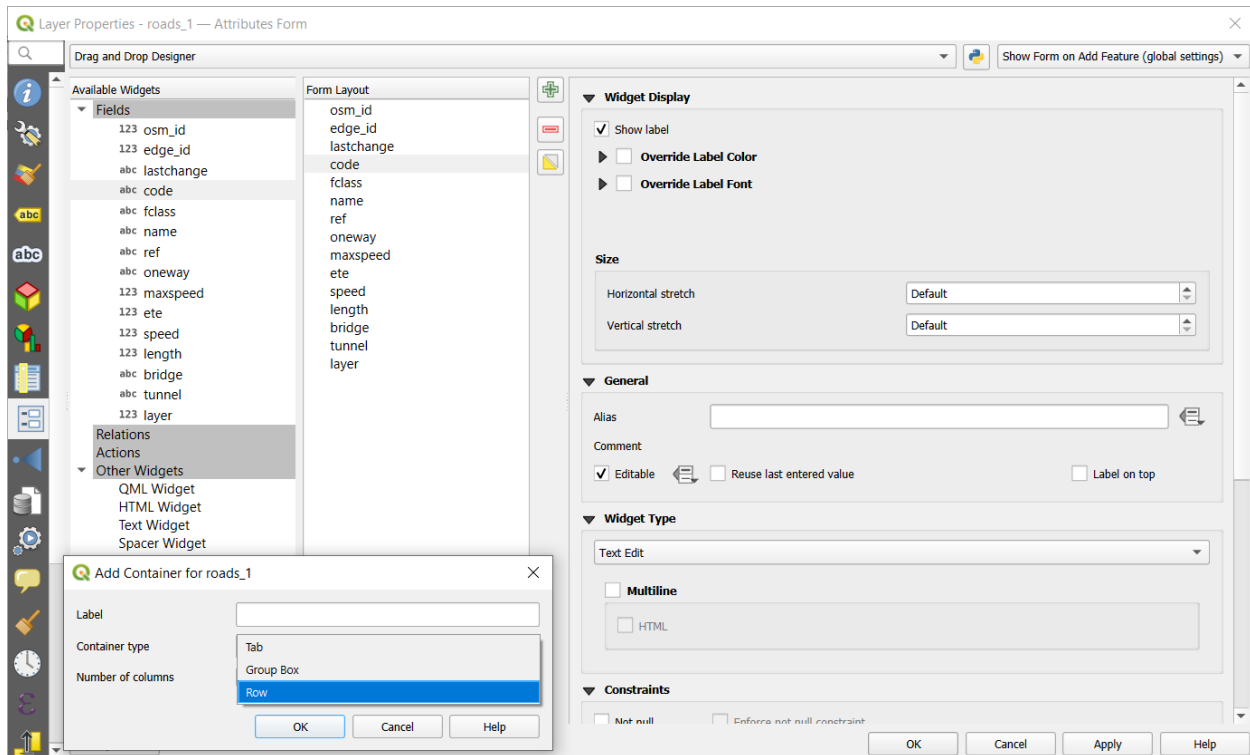 Layer Properties - roads_1 — Attributes Form
Drag and Drop Designer
Show Form on Add Feature (global settings)
Available Widgets
Fields
123 osm_id
123 edge_id
abc lastchange
abc code
abc fclass
abc name
abc ref
abc oneway
123 maxspeed
123 ete
123 speed
123 length
abc bridge
abc tunnel
123 layer
Relations
Actions
Other Widgets
QML Widget
HTML Widget
Text Widget
Spacer Widget
Form Layout
osm_id
edge_id
lastchange
code
fclass
name
ref
oneway
maxspeed
ete
speed
length
bridge
tunnel
layer
abc
abc
Widget Display
Show label
Override Label Color
Override Label Font
Size
Horizontal stretch Default
Vertical stretch Default
General
Alias
Comment
Editable Reuse last entered value Label on top
Widget Type
Text Edit
Multiline
HTML
Constraints
Not null Enforce not null constraint
OK Cancel Apply Help
Add Container for roads_1
Label
Container type
Tab
Group Box
Row
Number of columns
OK Cancel Help